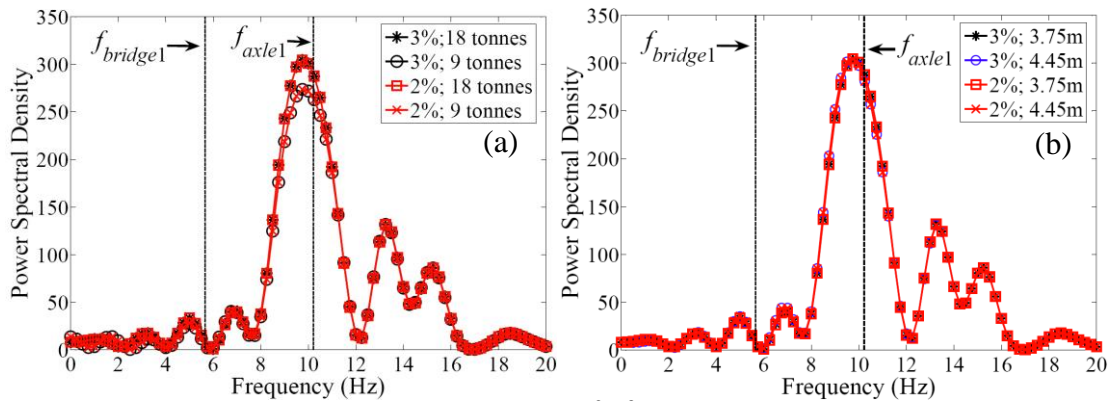 350
300
250
200
150
100
50
0
Power Spectral Density
f_bridge1
f_axle1
3%;18 tonnes
3%;9 tonnes
2%; 18 tonnes
2%; 9 tonnes
(a)
0 2 4 6 8 10 12 14 16 18 20
Frequency (Hz)
350
300
250
200
150
100
50
0
Power Spectral Density
f_bridge1
f_axle1
3%; 3.75m
3%; 4.45m
2%; 3.75m
2%; 4.45m
(b)
0 2 4 6 8 10 12 14 16 18 20
Frequency (Hz)